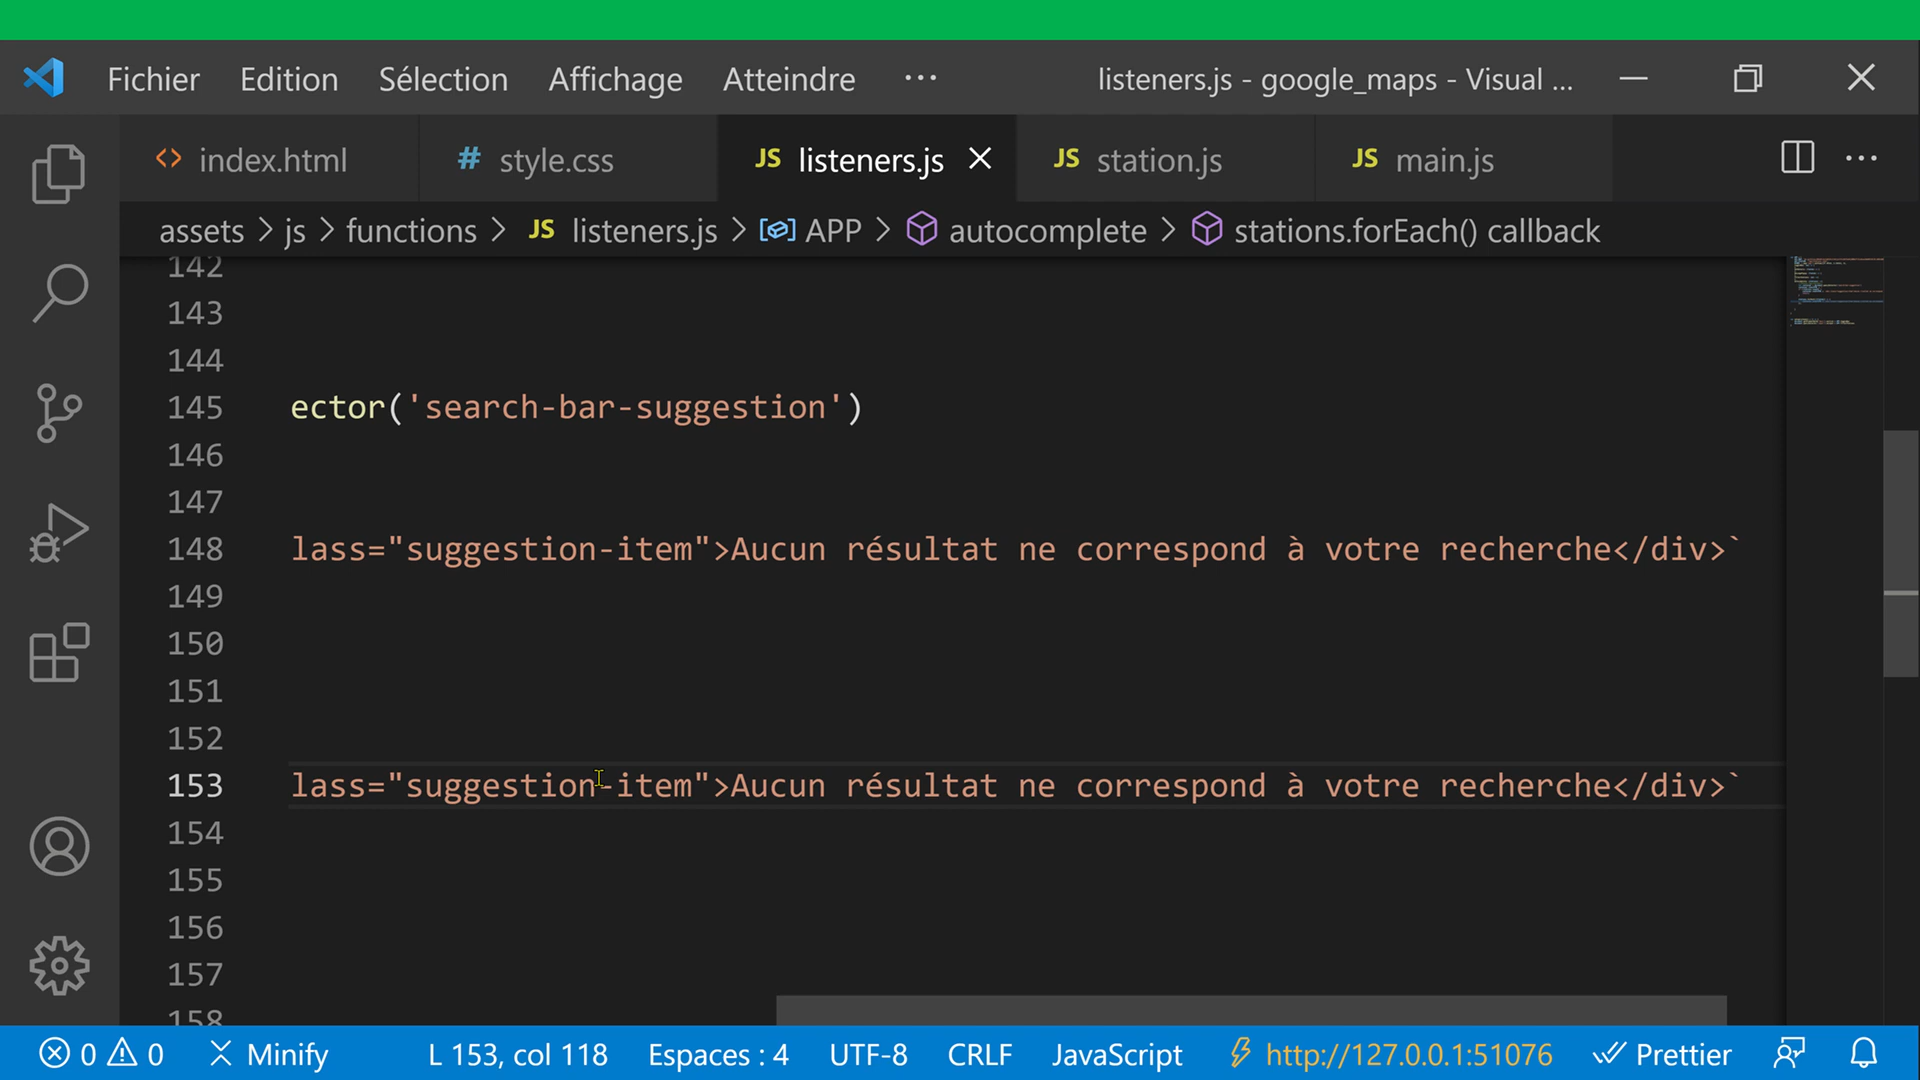 Fichier Edition Sélection Affichage Atteindre ··· listeners.js - google_maps - Visual ...
<> index.html # style.css JS listeners.js JS station.js JS main.js ···
assets > js > functions > JS listeners.js > APP > autocomplete > stations.forEach() callback
142
143
144
145 ector('search-bar-suggestion')
146
147
148 lass="suggestion-item">Aucun résultat ne correspond à votre recherche</div>`
149
150
151
152
153 lass="suggestion-item">Aucun résultat ne correspond à votre recherche</div>`
154
155
156
157
158
0 0 Minify L 153, col 118 Espaces : 4 UTF-8 CRLF JavaScript http://127.0.0.1:51076 Prettier